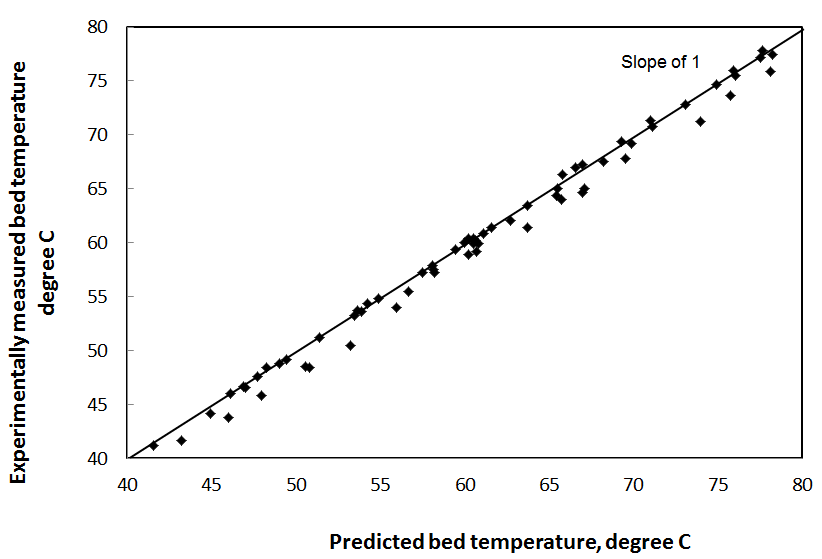 Experimentally measured bed temperature
degree C
80
75
70
65
60
55
50
45
40
Slope of 1
40 45 50 55 60 65 70 75 80
Predicted bed temperature, degree C